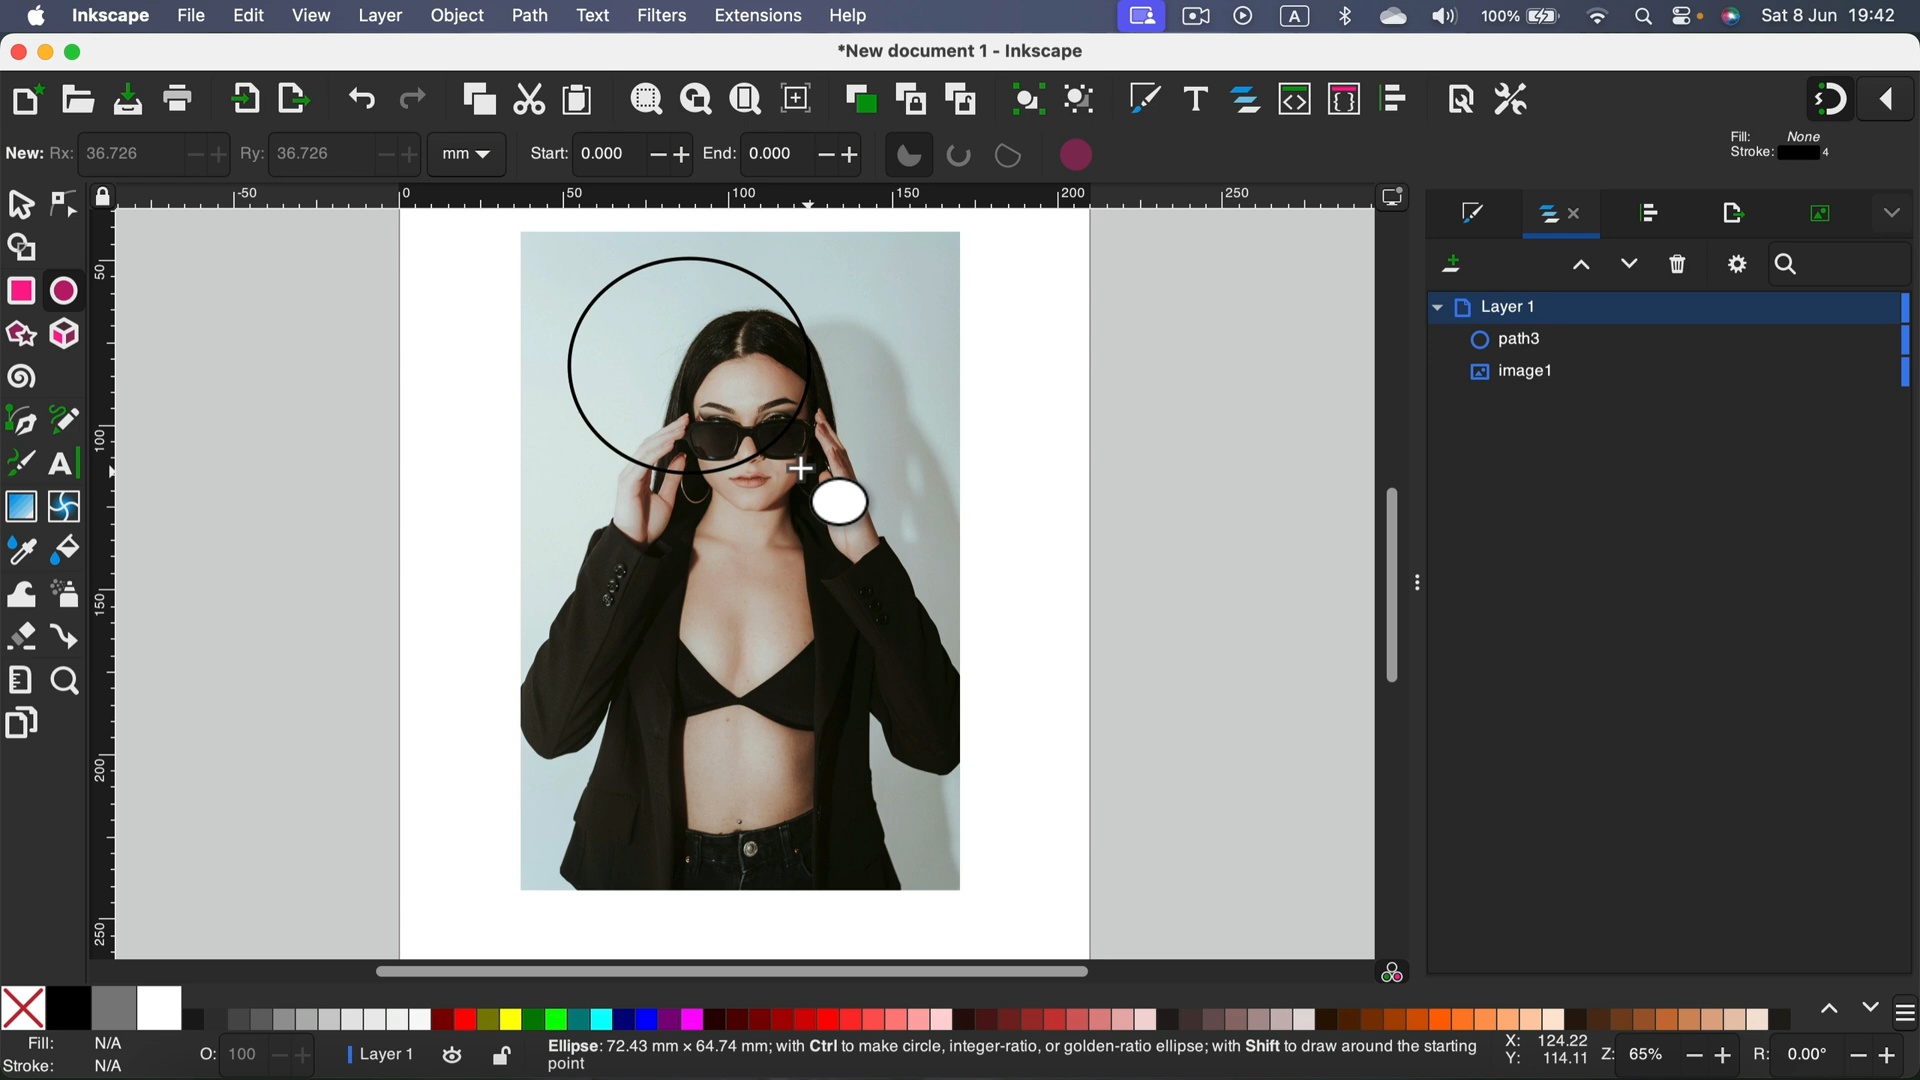 Inkscape File Edit View Layer Object Path Text Filters Extensions Help A 100% Sat 8 Jun 19:42
*New document 1 - Inkscape
New: Rx: 36.726 Ry: 36.726 mm Start: 0.000 End: 0.000
Fill: None
Stroke: 4
-50 0 50 100 150 200 250
50
100
150
200
250
Layer 1
path3
image1
Fill: N/A
Stroke: N/A
O: 100
Layer 1
Ellipse: 72.43 mm × 64.74 mm; with Ctrl to make circle, integer-ratio, or golden-ratio ellipse; with Shift to draw around the starting
point
X: 124.22
Y: 114.11
Z: 65%
R: 0.00°